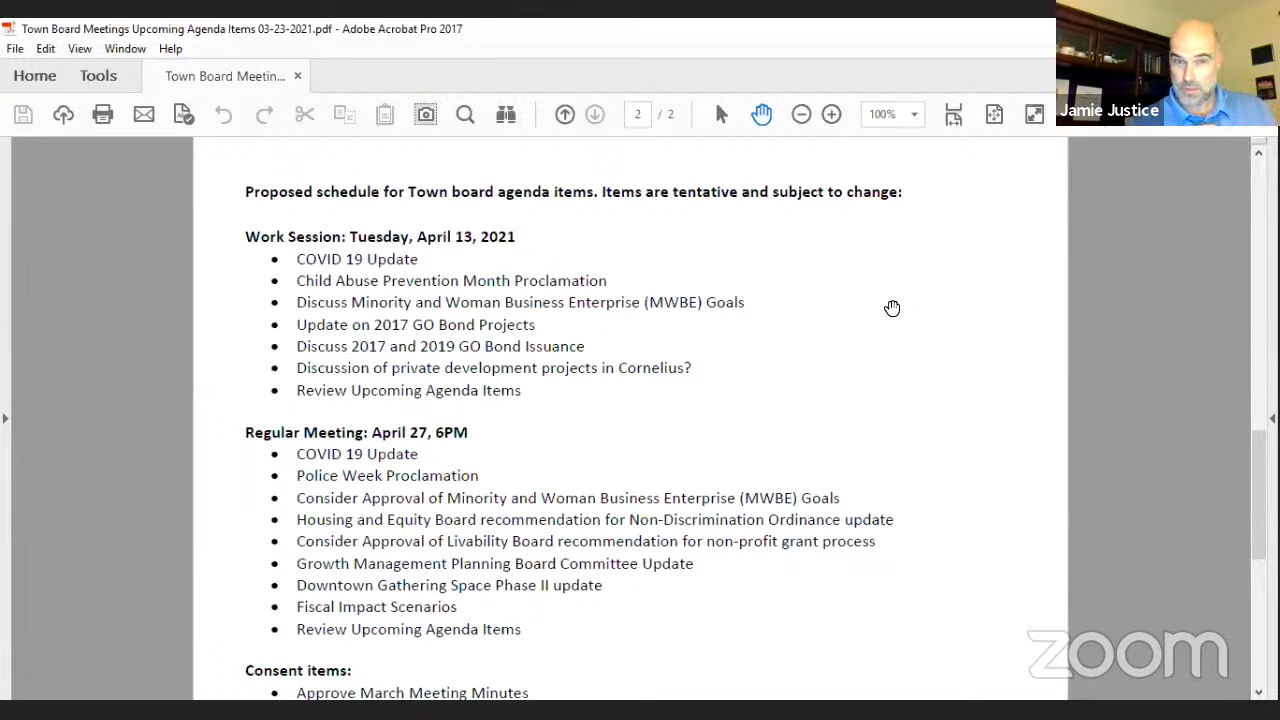 Town Board Meetings Upcoming Agenda Items 03-23-2021.pdf - Adobe Acrobat Pro 2017
File Edit View Window Help
Home Tools Town Board Meetin... ×
2 / 2 100%
Jamie Justice
Proposed schedule for Town board agenda items. Items are tentative and subject to change:
Work Session: Tuesday, April 13, 2021
• COVID 19 Update
• Child Abuse Prevention Month Proclamation
• Discuss Minority and Woman Business Enterprise (MWBE) Goals
• Update on 2017 GO Bond Projects
• Discuss 2017 and 2019 GO Bond Issuance
• Discussion of private development projects in Cornelius?
• Review Upcoming Agenda Items
Regular Meeting: April 27, 6PM
• COVID 19 Update
• Police Week Proclamation
• Consider Approval of Minority and Woman Business Enterprise (MWBE) Goals
• Housing and Equity Board recommendation for Non-Discrimination Ordinance update
• Consider Approval of Livability Board recommendation for non-profit grant process
• Growth Management Planning Board Committee Update
• Downtown Gathering Space Phase II update
• Fiscal Impact Scenarios
• Review Upcoming Agenda Items
Consent items:
• Approve March Meeting Minutes
zoom